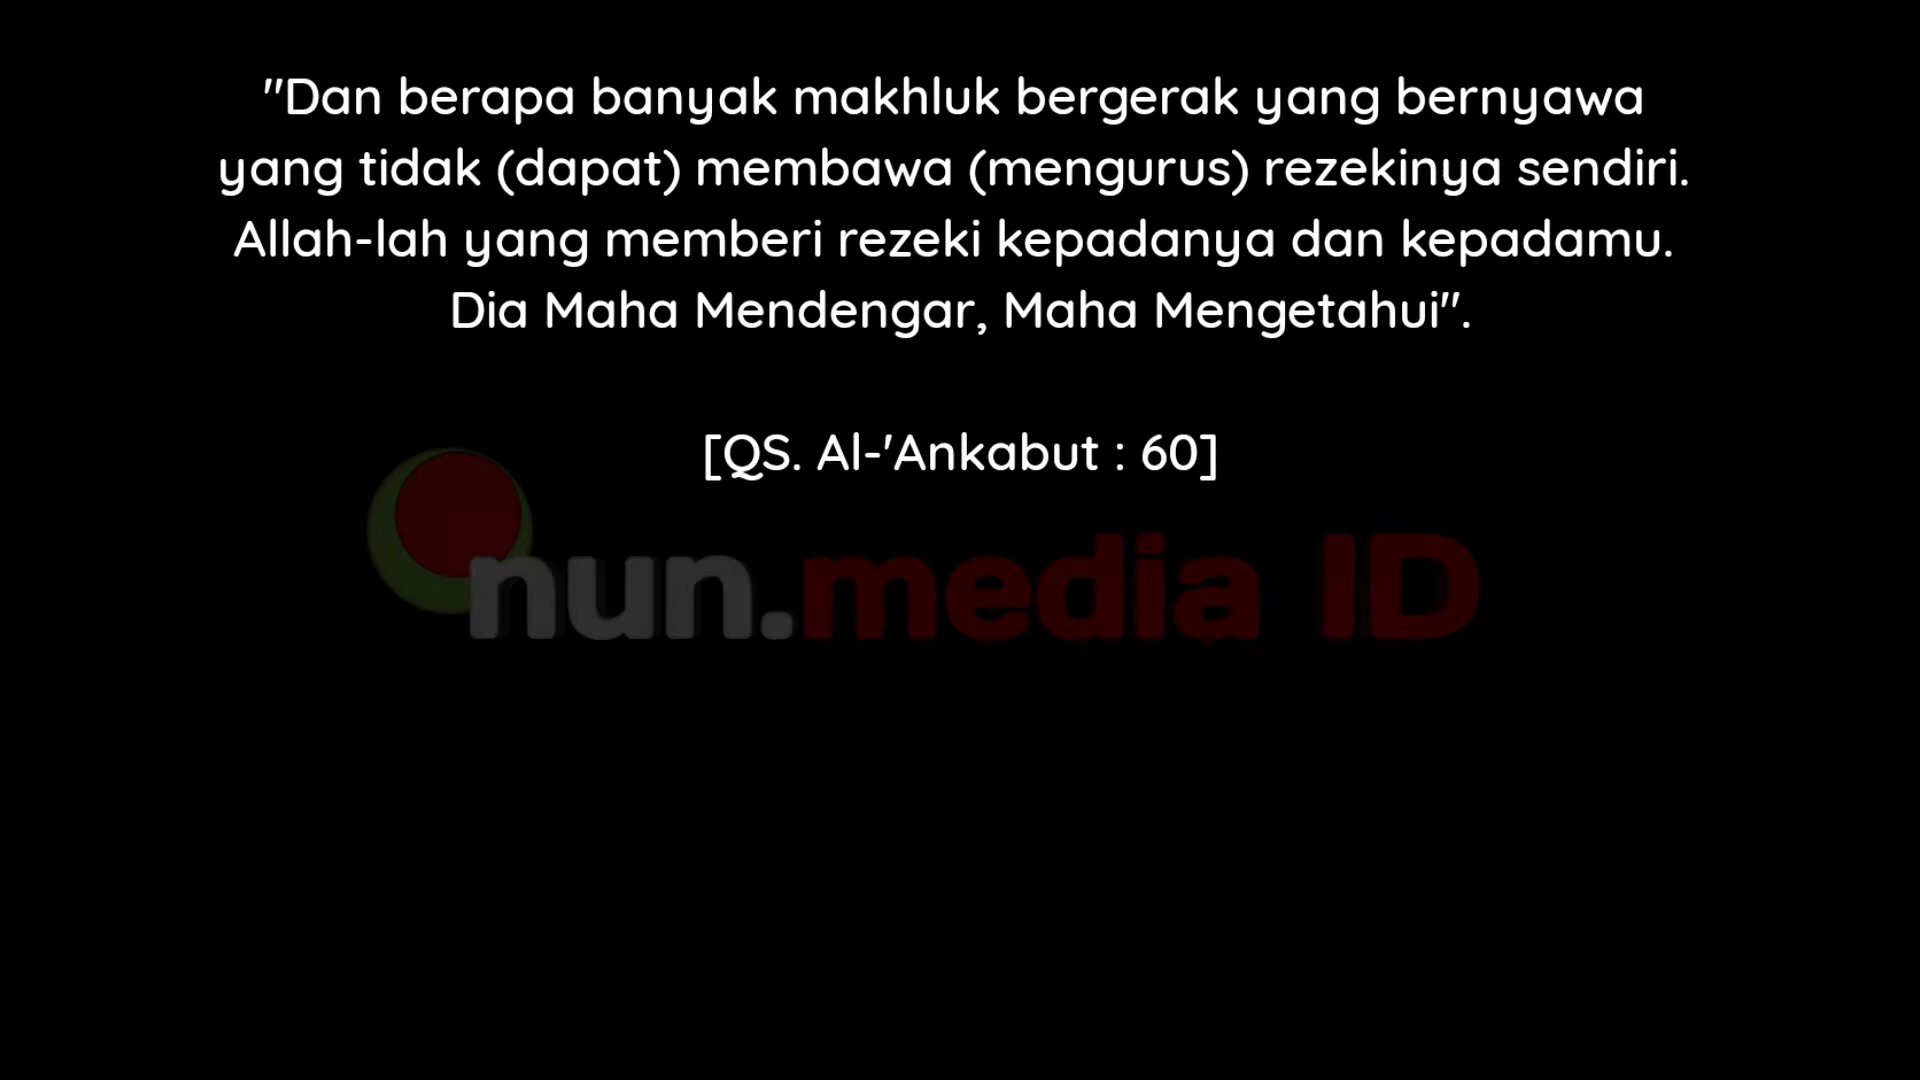 "Dan berapa banyak makhluk bergerak yang bernyawa
yang tidak (dapat) membawa (mengurus) rezekinya sendiri.
Allah-lah yang memberi rezeki kepadanya dan kepadamu.
Dia Maha Mendengar, Maha Mengetahui".
[QS. Al-'Ankabut : 60]
nun.media ID